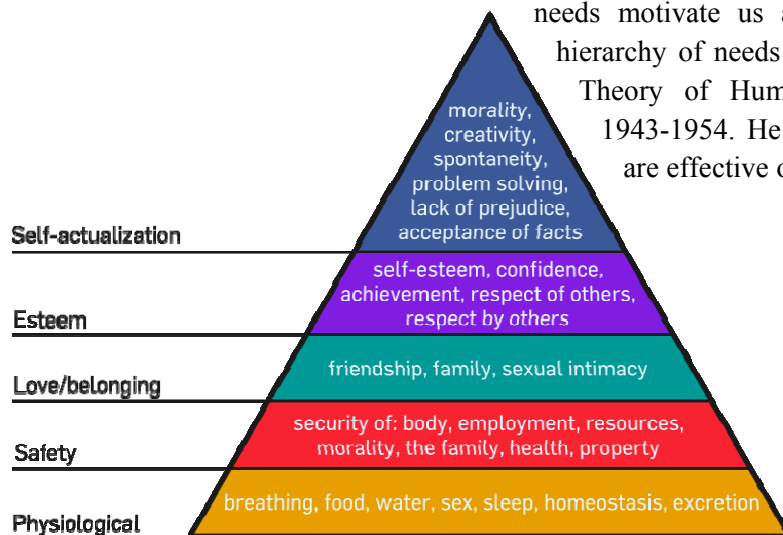 needs motivate us
hierarchy of needs
Theory of Hum
1943-1954. He
are effective
morality,
creativity,
spontaneity,
problem solving,
lack of prejudice,
acceptance of facts
Self-actualization
self-esteem, confidence,
achievement, respect of others,
respect by others
Esteem
friendship, family, sexual intimacy
Love/belonging
security of: body, employment, resources,
morality, the family, health, property
Safety
breathing, food, water, sex, sleep, homeostasis, excretion
Physiological